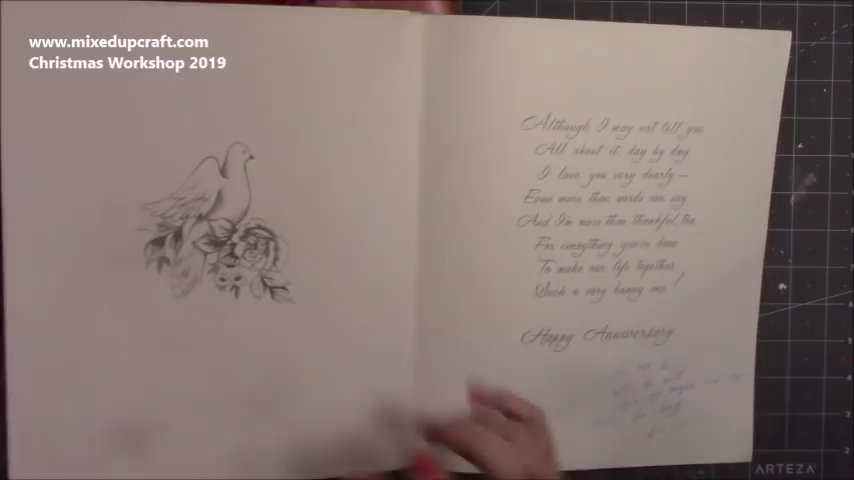 www.mixedupcraft.com
Christmas Workshop 2019
Although I may not tell you
All about it, day by day
I love you very dearly—
Even more than words can say
And I'm more than thankful, too
For everything you've done
To make our life together
Such a very happy one!
Happy Anniversary
ARTEZA